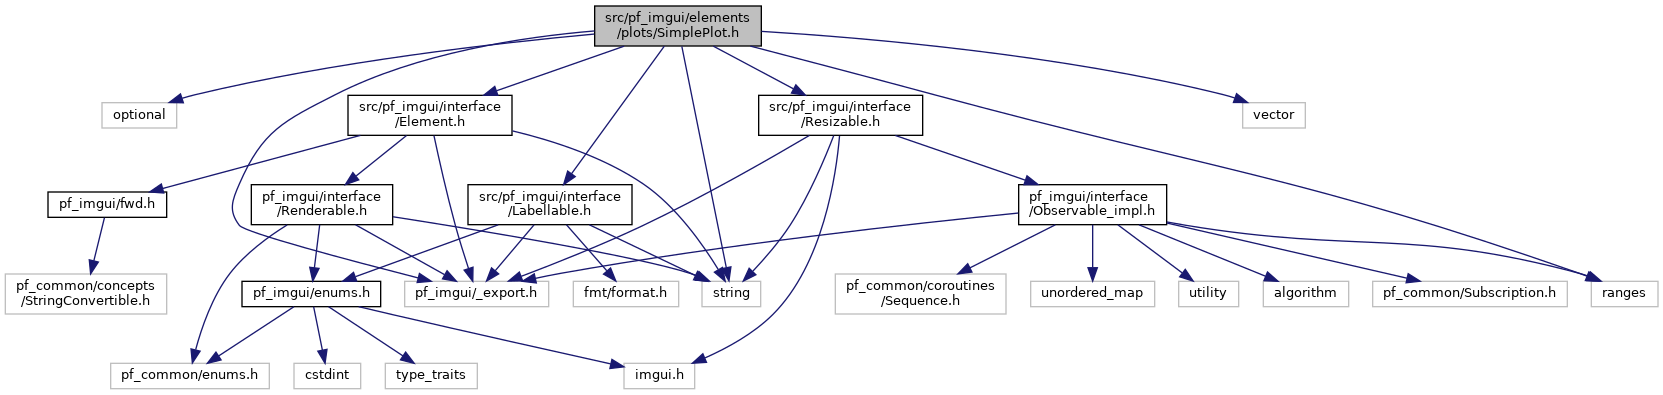 src/pf_imgui/elements
/plots/SimplePlot.h
optional
src/pf_imgui/interface
/Element.h
src/pf_imgui/interface
/Resizable.h
vector
pf_imgui/fwd.h
pf_imgui/interface
/Renderable.h
src/pf_imgui/interface
/Labellable.h
pf_imgui/interface
/Observable_impl.h
pf_common/concepts
/StringConvertible.h
pf_imgui/enums.h
pf_imgui/_export.h
fmt/format.h
string
pf_common/coroutines
/Sequence.h
unordered_map
utility
algorithm
pf_common/Subscription.h
ranges
pf_common/enums.h
cstdint
type_traits
imgui.h